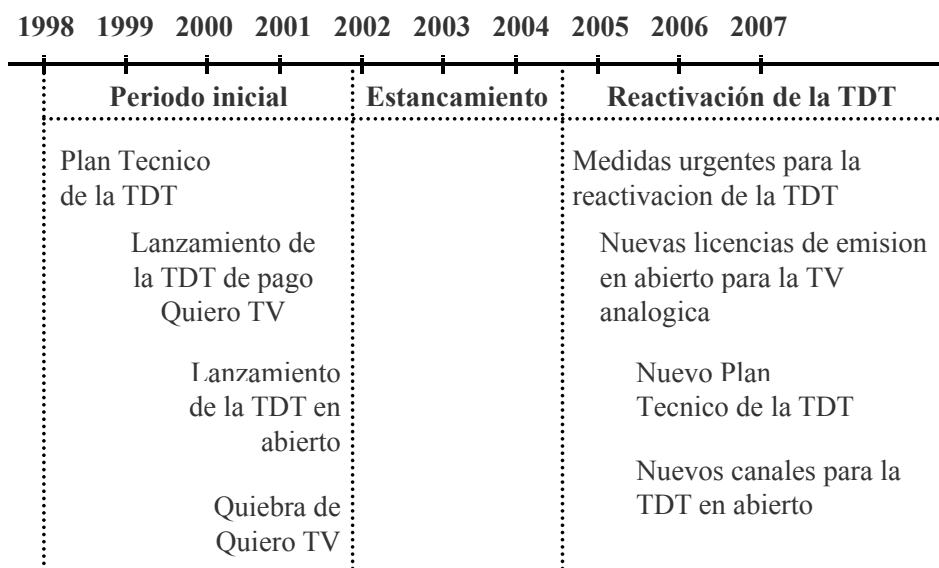 1998 1999 2000 2001 2002 2003 2004 2005 2006 2007
Periodo inicial Estancamiento Reactivación de la TDT
Plan Tecnico
de la TDT
Lanzamiento de
la TDT de pago
Quiero TV
Lanzamiento
de la TDT en
abierto
Quiebra de
Quiero TV
Medidas urgentes para la
reactivacion de la TDT
Nuevas licencias de emision
en abierto para la TV
analogica
Nuevo Plan
Tecnico de la TDT
Nuevos canales para la
TDT en abierto